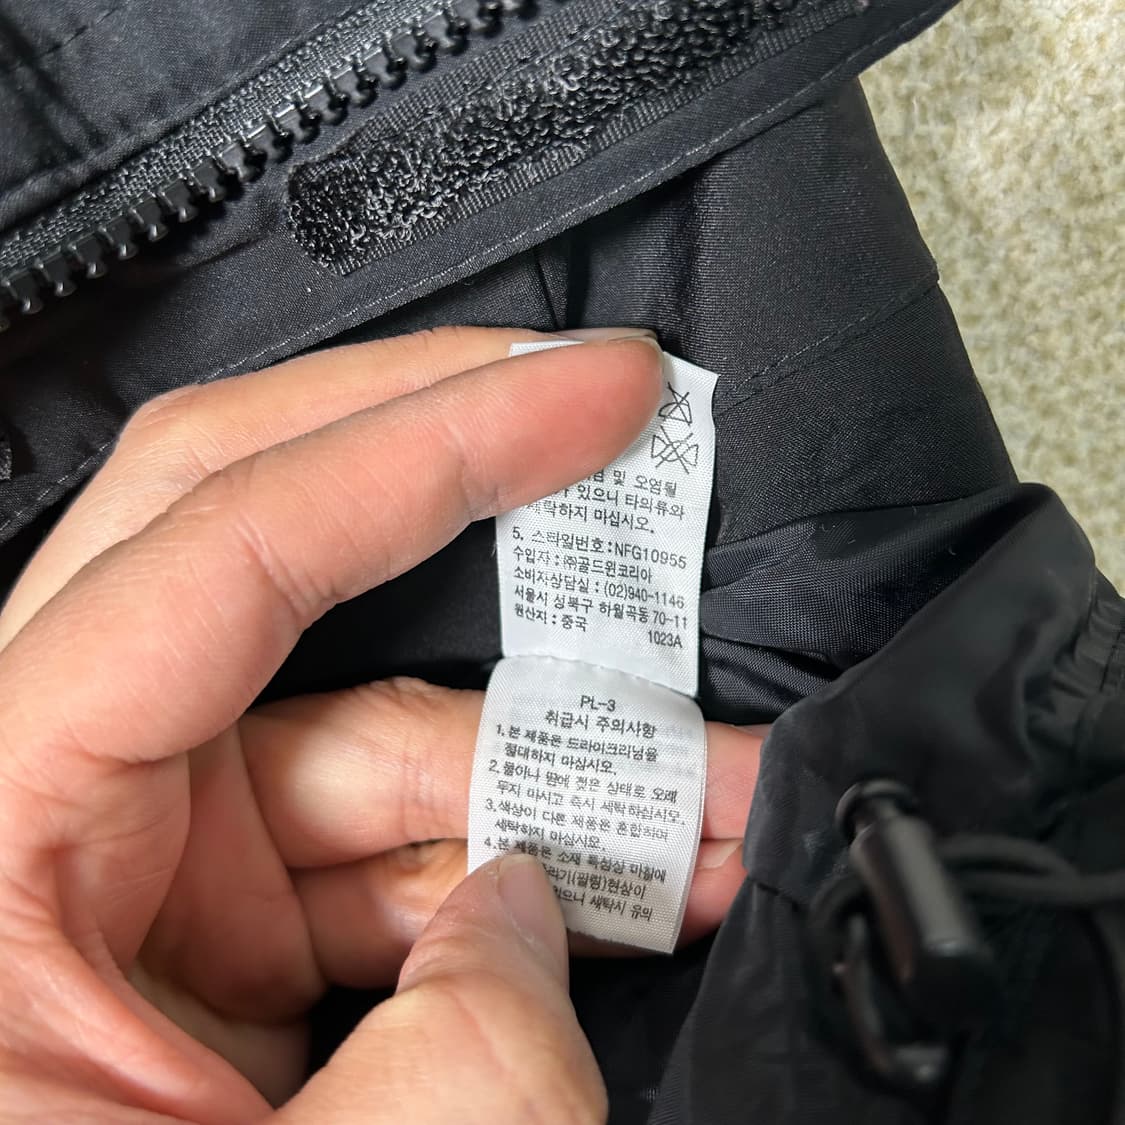 및 오염될
있으니 타의류와
세탁하지 마십시오.
5. 스타일번호:NFG10955
수입자 : ㈜골드윈코리아
소비자상담실 : (02)940-1146
서울시 성북구 하월곡동 70-11
원산지 : 중국
1023A
PL-3
취급시 주의사항
1. 본 제품은 드라이크리닝을
절대하지 마십시오.
2. 물이나 땀에 젖은 상태로 오래
두지 마시고 즉시 세탁하십시오.
3. 색상이 다른 제품은 혼합하여
세탁하지 마십시오.
4. 본 제품은 소재 특성상 마찰에
(필링)현상이
있으니 세탁시 유의